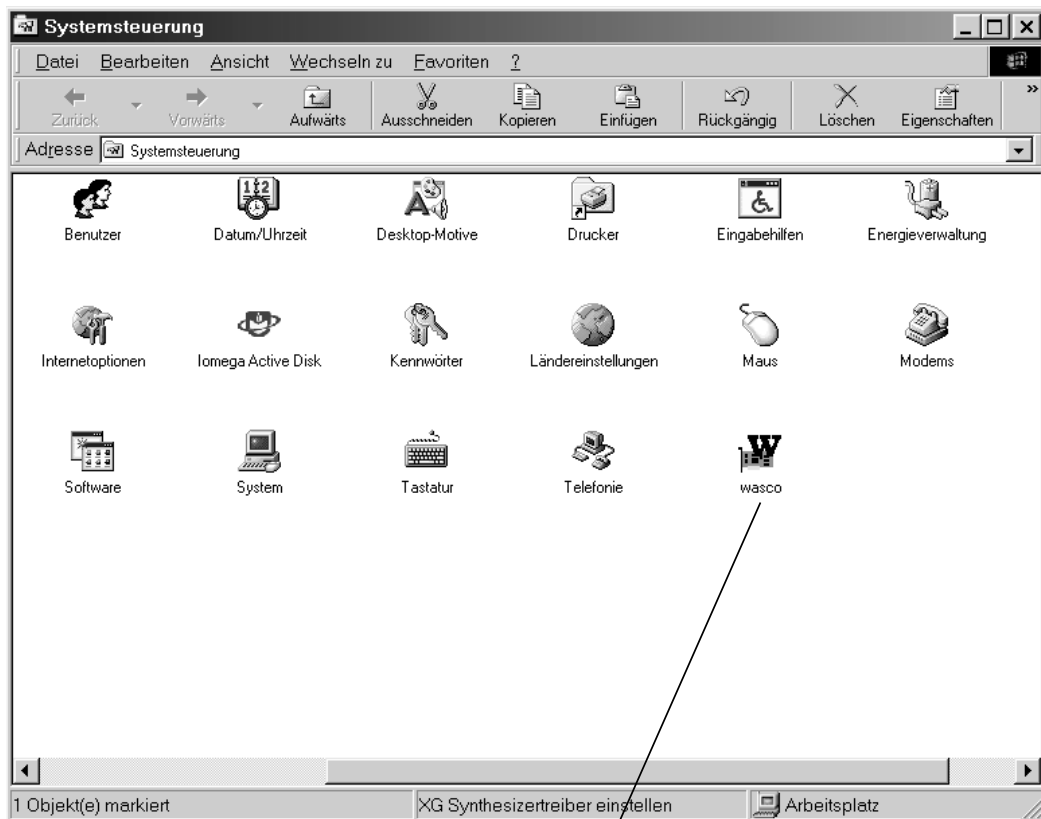 Systemsteuerung
Datei Bearbeiten Ansicht Wechseln zu Favoriten ?
Zurück Vorwärts Aufwärts Ausschneiden Kopieren Einfügen Rückgängig Löschen Eigenschaften »
Adresse Systemsteuerung
Benutzer Datum/Uhrzeit Desktop-Motive Drucker Eingabehilfen Energieverwaltung
Internetoptionen Iomega Active Disk Kennwörter Ländereinstellungen Maus Modems
Software System Tastatur Telefonie wasco
1 Objekt(e) markiert XG Synthesizertreiber einstellen Arbeitsplatz